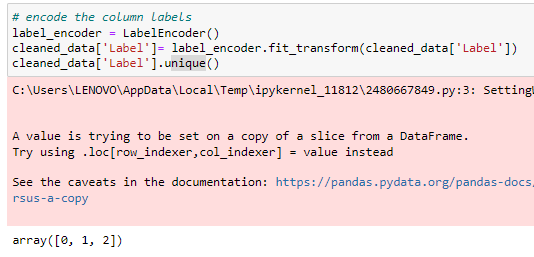 # encode the column labels
label_encoder = LabelEncoder()
cleaned_data['Label']= label_encoder.fit_transform(cleaned_data['Label'])
cleaned_data['Label'].unique()
C:\Users\LENOVO\AppData\Local\Temp\ipykernel_11812\2480667849.py:3: Setting
A value is trying to be set on a copy of a slice from a DataFrame.
Try using .loc[row_indexer,col_indexer] = value instead
See the caveats in the documentation: https://pandas.pydata.org/pandas-docs/
rsus-a-copy
array([0, 1, 2])